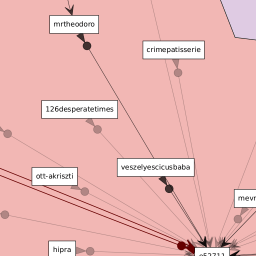 mrtheodoro
crimepatisserie
126desperatetimes
veszelyescicusbaba
ott-akriszti
hipra